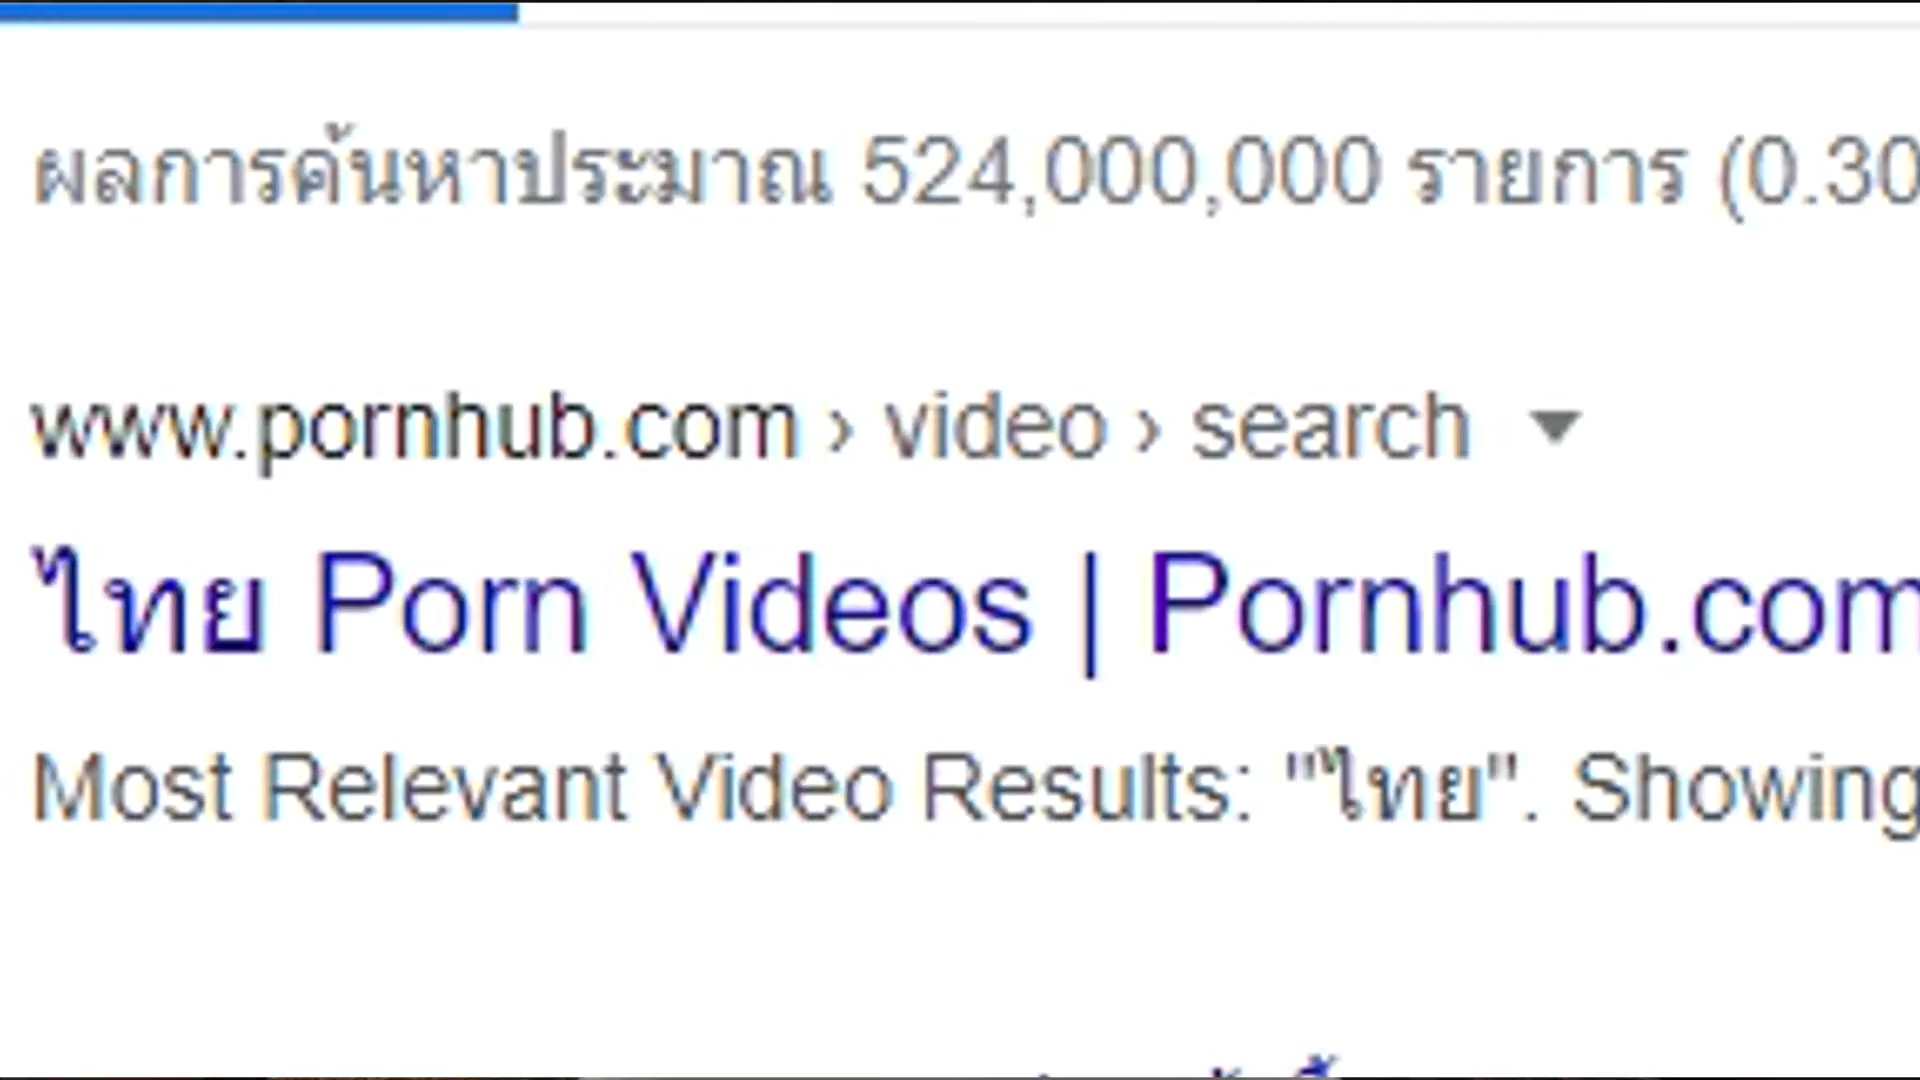 ผลการค้นหาประมาณ 524,000,000 รายการ (0.30
www.pornhub.com › video › search
ไทย Porn Videos | Pornhub.com
Most Relevant Video Results: "ไทย". Showing